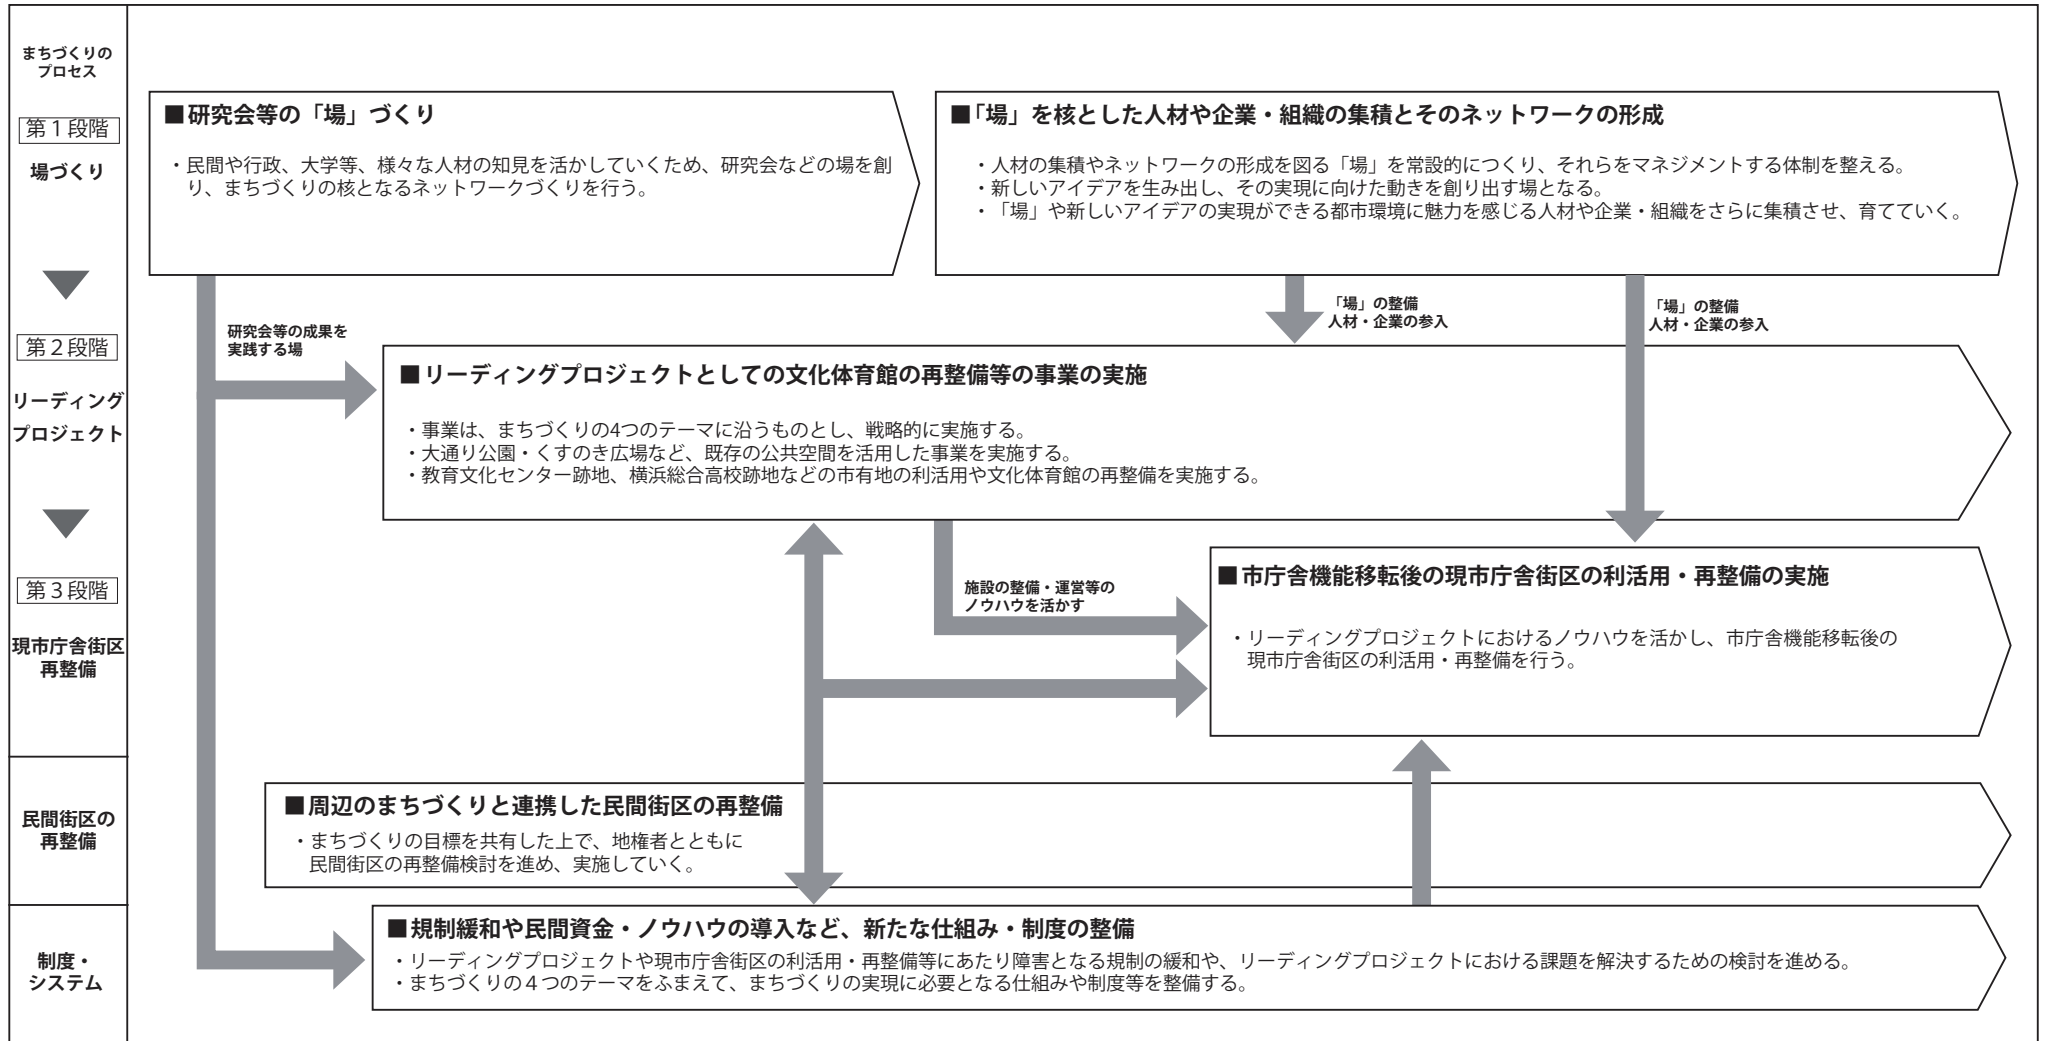 まちづくりの
プロセス
第１段階
場づくり
■研究会等の「場」づくり
・民間や行政、大学等、様々な人材の知見を活かしていくため、研究会などの場を創
り、まちづくりの核となるネットワークづくりを行う。
■「場」を核とした人材や企業・組織の集積とそのネットワークの形成
・人材の集積やネットワークの形成を図る「場」を常設的につくり、それらをマネジメントする体制を整える。
・新しいアイデアを生み出し、その実現に向けた動きを創り出す場となる。
・「場」や新しいアイデアの実現ができる都市環境に魅力を感じる人材や企業・組織をさらに集積させ、育てていく。
「場」の整備
人材・企業の参入
「場」の整備
人材・企業の参入
研究会等の成果を
実践する場
第２段階
リーディング
プロジェクト
■リーディングプロジェクトとしての文化体育館の再整備等の事業の実施
・事業は、まちづくりの4つのテーマに沿うものとし、戦略的に実施する。
・大通り公園・くすのき広場など、既存の公共空間を活用した事業を実施する。
・教育文化センター跡地、横浜総合高校跡地などの市有地の利活用や文化体育館の再整備を実施する。
第３段階
現市庁舎街区
再整備
施設の整備・運営等の
ノウハウを活かす
■市庁舎機能移転後の現市庁舎街区の利活用・再整備の実施
・リーディングプロジェクトにおけるノウハウを活かし、市庁舎機能移転後の
現市庁舎街区の利活用・再整備を行う。
民間街区の
再整備
■周辺のまちづくりと連携した民間街区の再整備
・まちづくりの目標を共有した上で、地権者とともに
民間街区の再整備検討を進め、実施していく。
制度・
システム
■規制緩和や民間資金・ノウハウの導入など、新たな仕組み・制度の整備
・リーディングプロジェクトや現市庁舎街区の利活用・再整備等にあたり障害となる規制の緩和や、リーディングプロジェクトにおける課題を解決するための検討を進める。
・まちづくりの４つのテーマをふまえて、まちづくりの実現に必要となる仕組みや制度等を整備する。